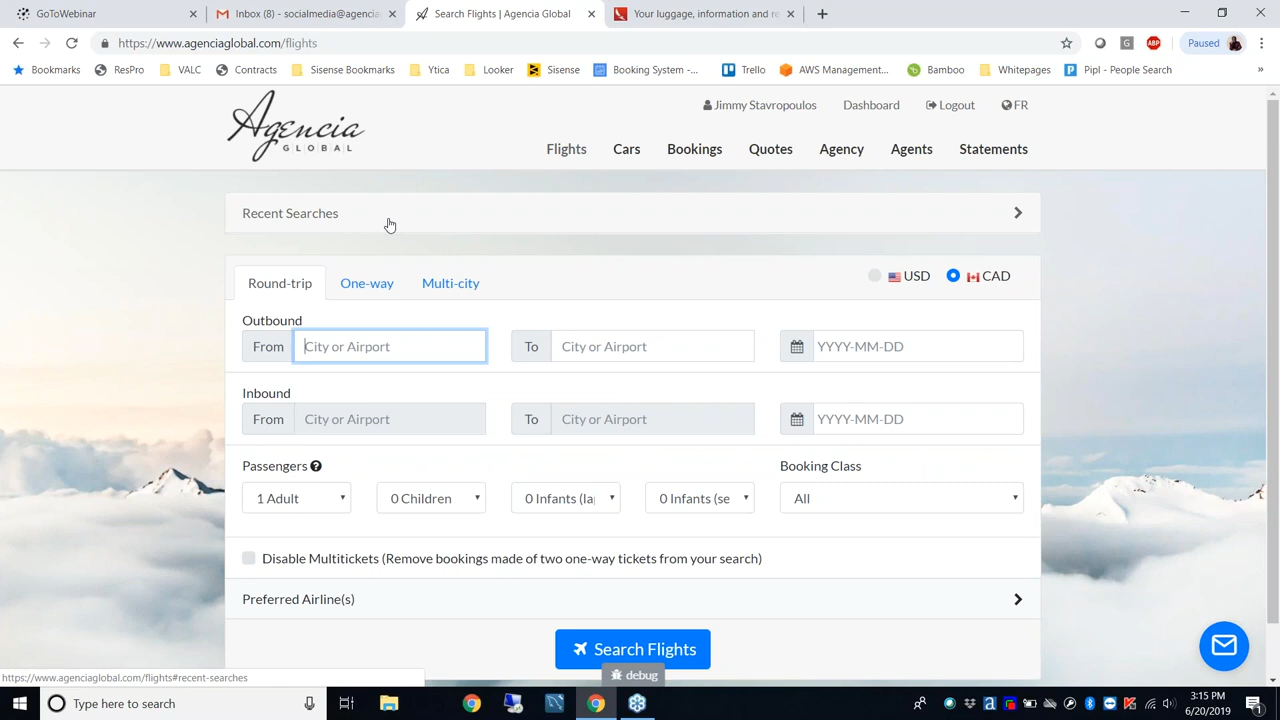 GoToWebinar
Inbox (8) - socialmedia@agencia
Search Flights | Agencia Global
Your luggage, information and re
https://www.agenciaglobal.com/flights
Paused
Bookmarks
ResPro
VALC
Contracts
Sisense Bookmarks
Ytica
Looker
Sisense
Booking System -...
Trello
AWS Management...
Bamboo
Whitepages
Pipl - People Search
»
Agencia
GLOBAL
Jimmy Stavropoulos
Dashboard
Logout
FR
Flights
Cars
Bookings
Quotes
Agency
Agents
Statements
Recent Searches
Round-trip
One-way
Multi-city
USD
CAD
Outbound
From City or Airport
To City or Airport
YYYY-MM-DD
Inbound
From City or Airport
To City or Airport
YYYY-MM-DD
Passengers
Booking Class
1 Adult
0 Children
0 Infants (la
0 Infants (se
All
Disable Multitickets (Remove bookings made of two one-way tickets from your search)
Preferred Airline(s)
Search Flights
debug
https://www.agenciaglobal.com/flights#recent-searches
Type here to search
3:15 PM
6/20/2019